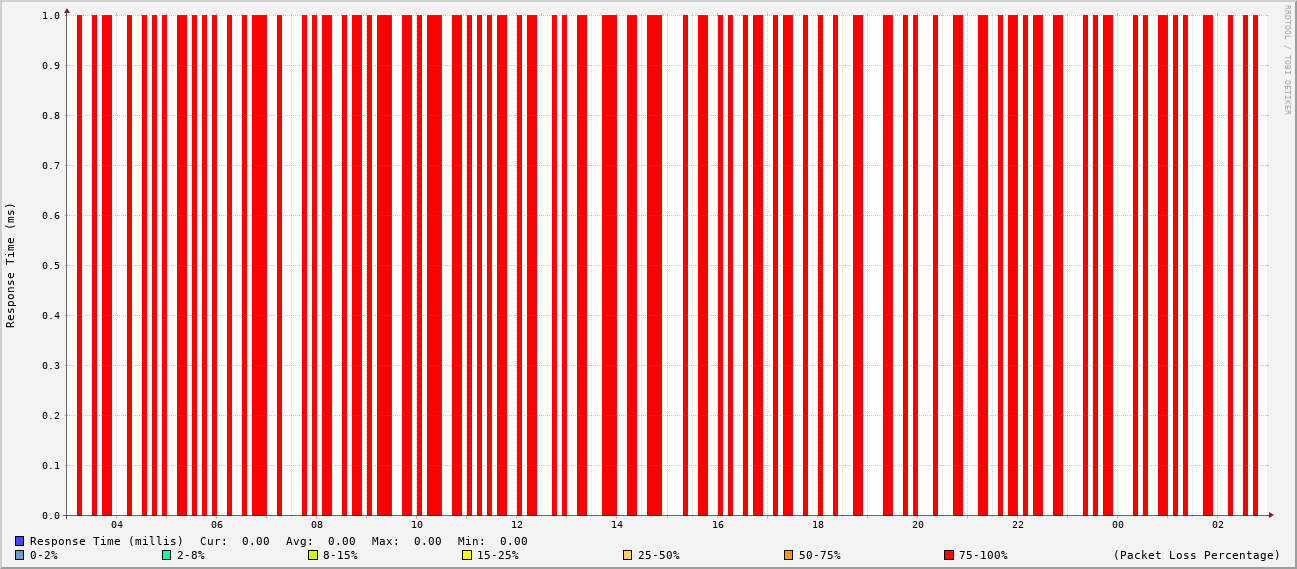 RRDTOOL / TOBI OETIKER
Response Time (ms)
1.0
0.9
0.8
0.7
0.6
0.5
0.4
0.3
0.2
0.1
0.0
04 06 08 10 12 14 16 18 20 22 00 02
Response Time (millis) Cur: 0.00 Avg: 0.00 Max: 0.00 Min: 0.00
0-2% 2-8% 8-15% 15-25% 25-50% 50-75% 75-100% (Packet Loss Percentage)